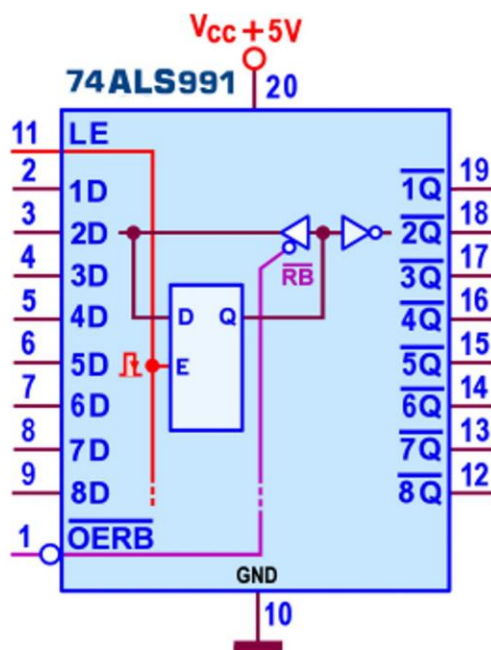 Vcc+5V
74ALS991
20
11 LE
2 1D 1Q̅ 19
3 2D 2Q̅ 18
R̅B̅
4 3D 3Q̅ 17
5 4D D Q 4Q̅ 16
6 5D E 5Q̅ 15
7 6D 6Q̅ 14
8 7D 7Q̅ 13
9 8D 8Q̅ 12
1 O̅E̅R̅B̅
GND
10